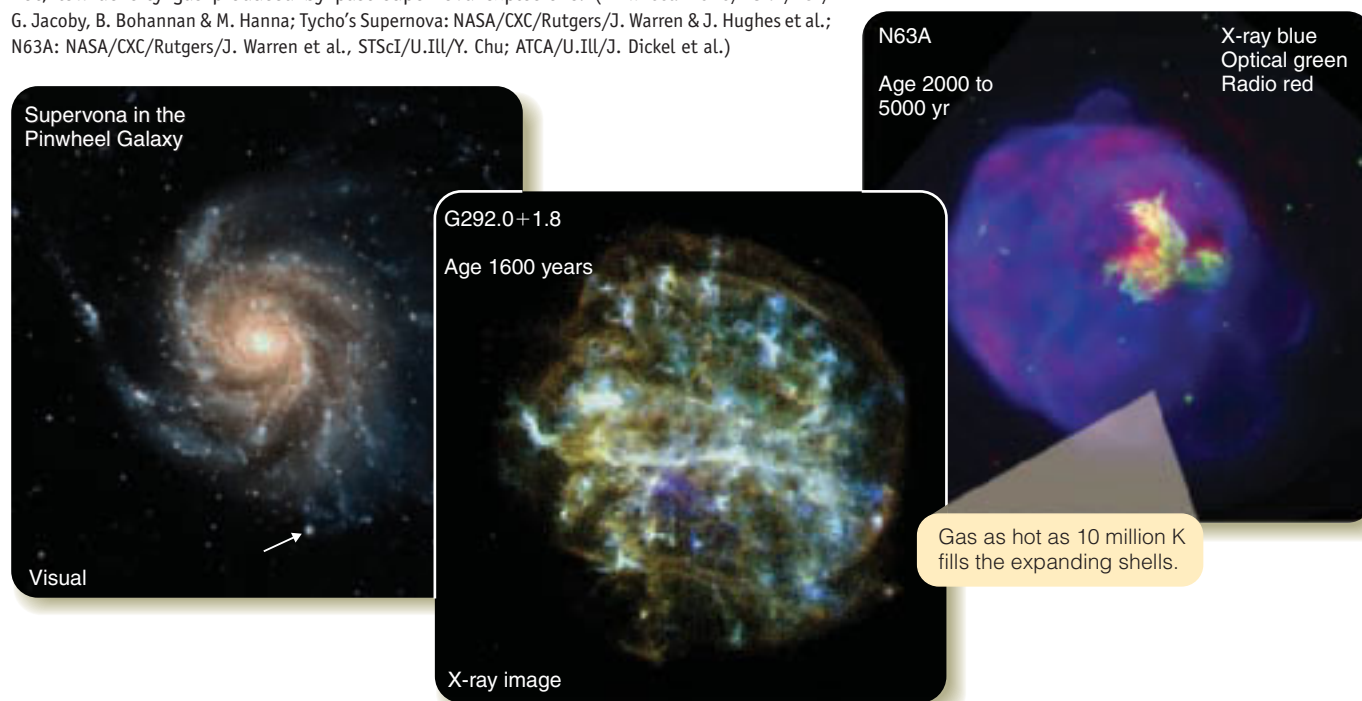 G. Jacoby, B. Bohannan & M. Hanna; Tycho's Supernova: NASA/CXC/Rutgers/J. Warren & J. Hughes et al.;
N63A: NASA/CXC/Rutgers/J. Warren et al., STScI/U.Ill/Y. Chu; ATCA/U.Ill/J. Dickel et al.)
Supervona in the
Pinwheel Galaxy
Visual
G292.0+1.8
Age 1600 years
X-ray image
N63A
Age 2000 to
5000 yr
X-ray blue
Optical green
Radio red
Gas as hot as 10 million K
fills the expanding shells.